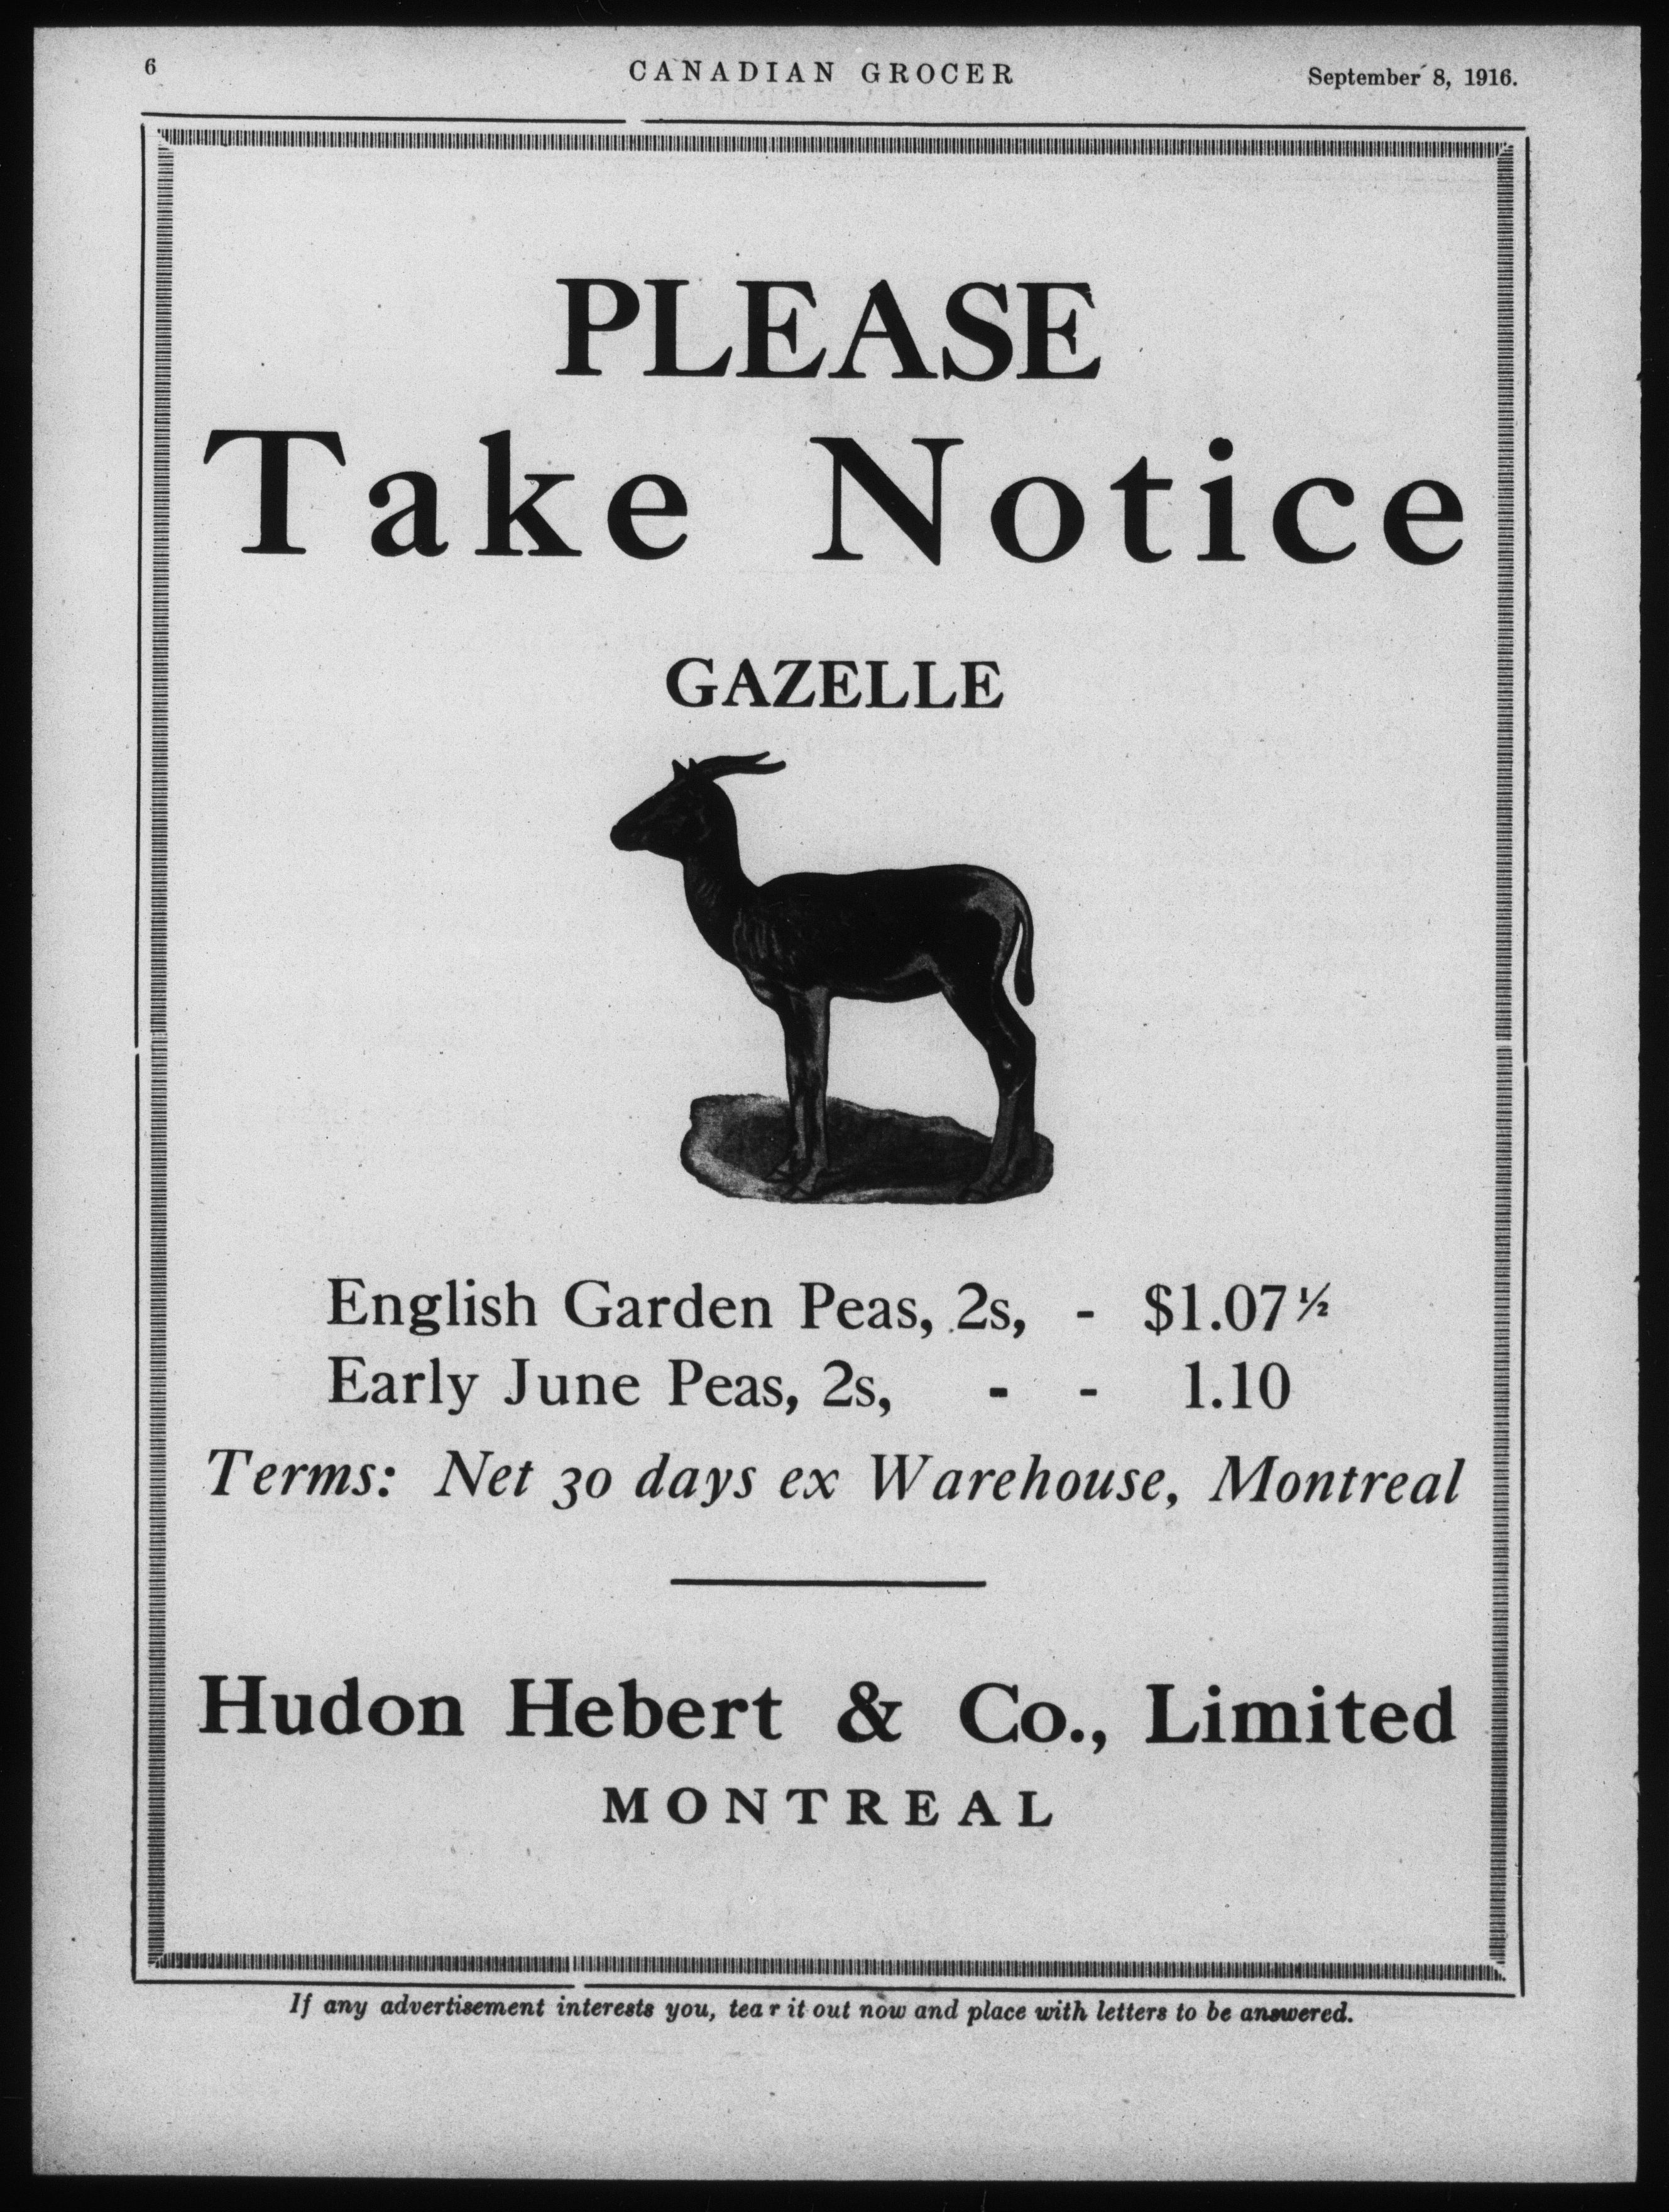 6 CANADIAN GROCER September 8, 1916.
PLEASE
Take Notice
GAZELLE
English Garden Peas, 2s, - $1.07½
Early June Peas, 2s, - - 1.10
Terms: Net 30 days ex Warehouse, Montreal
Hudon Hebert & Co., Limited
MONTREAL
If any advertisement interests you, tear it out now and place with letters to be answered.